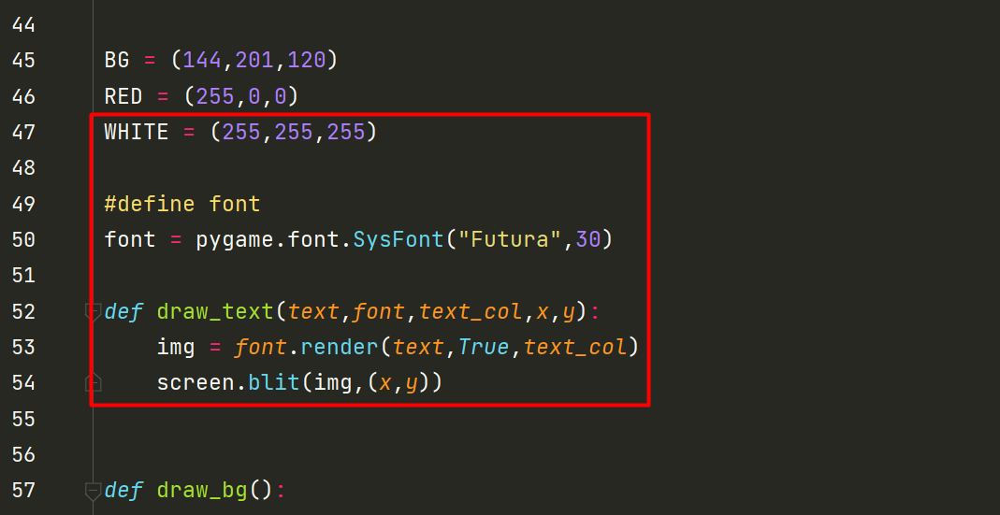 44
45 BG = (144,201,120)
46 RED = (255,0,0)
47 WHITE = (255,255,255)
48
49 #define font
50 font = pygame.font.SysFont("Futura",30)
51
52 def draw_text(text,font,text_col,x,y):
53     img = font.render(text,True,text_col)
54     screen.blit(img,(x,y))
55
56
57 def draw_bg():